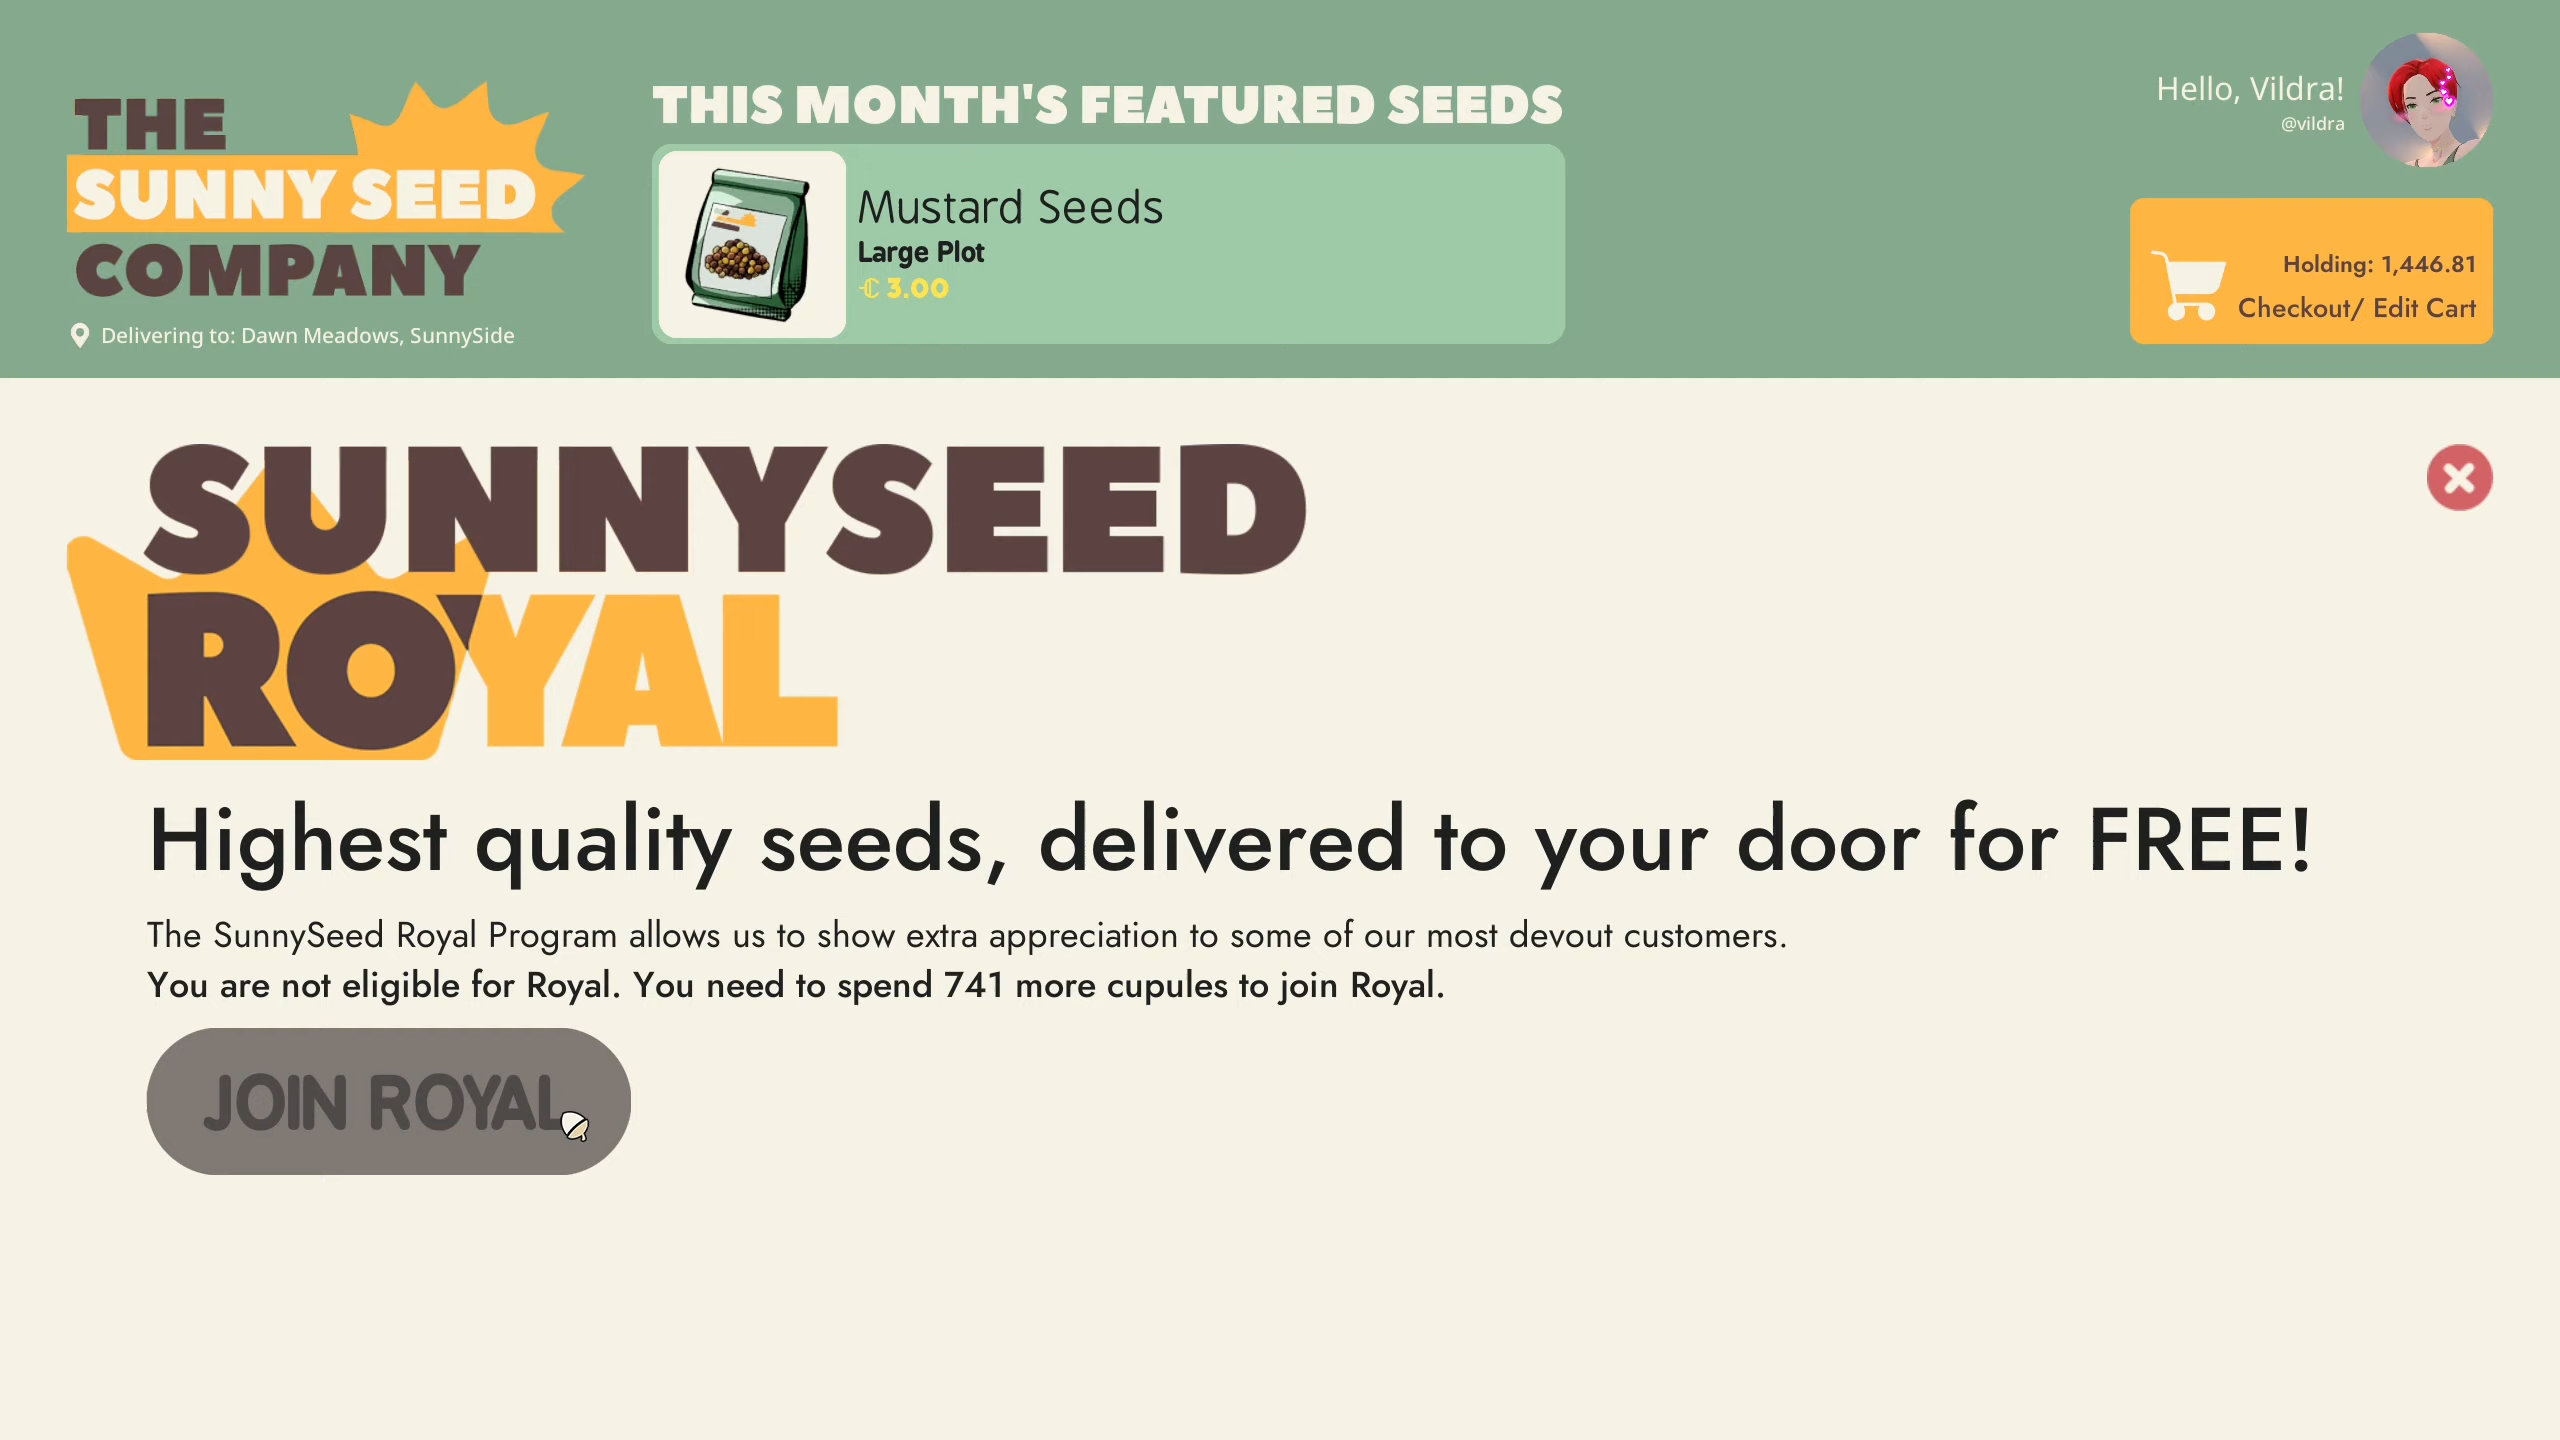 THE
SUNNY SEED
COMPANY
Delivering to: Dawn Meadows, SunnySide
THIS MONTH'S FEATURED SEEDS
Mustard Seeds
Large Plot
3.00
Hello, Vildra!
@vildra
Holding: 1,446.81
Checkout/ Edit Cart
SUNNYSEED
ROYAL
Highest quality seeds, delivered to your door for FREE!
The SunnySeed Royal Program allows us to show extra appreciation to some of our most devout customers.
You are not eligible for Royal. You need to spend 741 more cupules to join Royal.
JOIN ROYAL